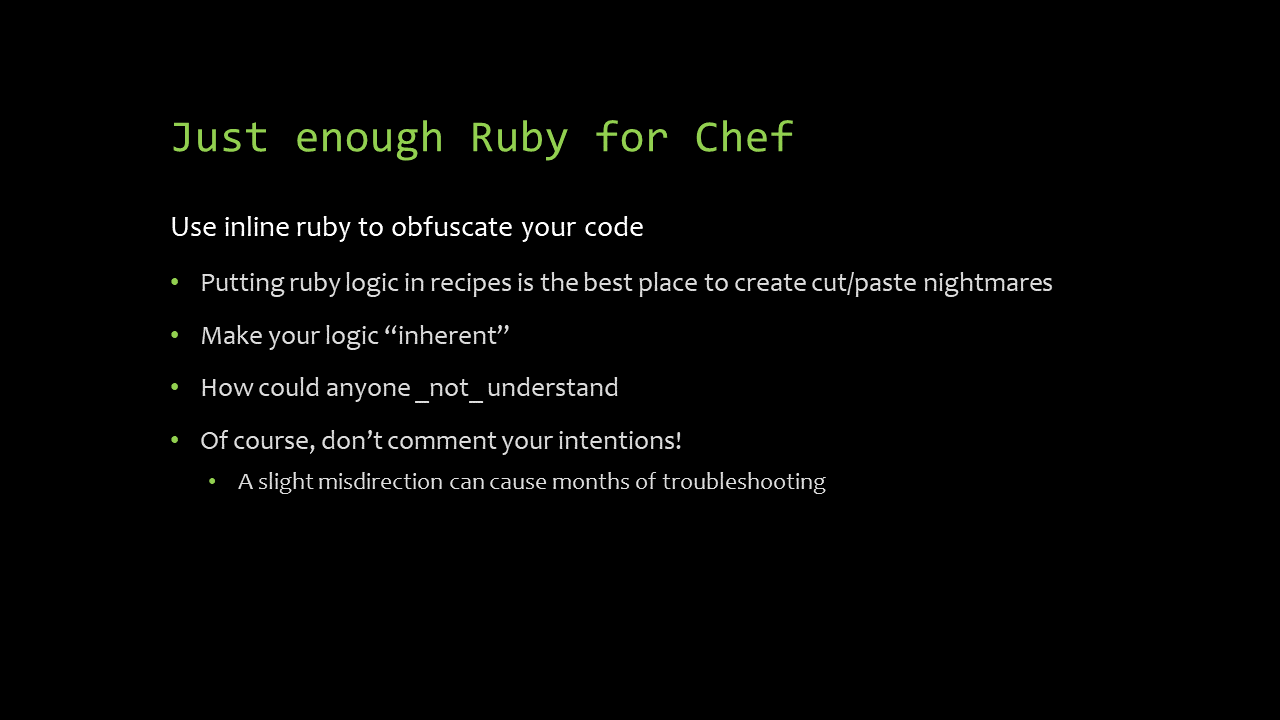 Just enough Ruby for Chef
Use inline ruby to obfuscate your code
• Putting ruby logic in recipes is the best place to create cut/paste nightmares
• Make your logic “inherent”
• How could anyone _not_ understand
• Of course, don’t comment your intentions!
• A slight misdirection can cause months of troubleshooting